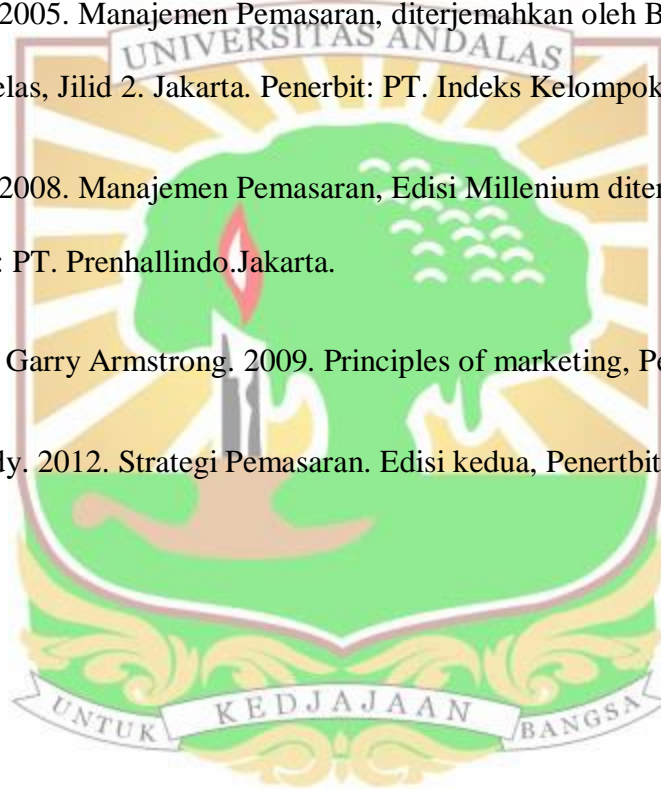 2005. Manajemen Pemasaran, diterjemahkan oleh B
UNIVERSITAS ANDALAS
elas, Jilid 2. Jakarta. Penerbit: PT. Indeks Kelompok
2008. Manajemen Pemasaran, Edisi Millenium diter
: PT. Prenhallindo.Jakarta.
Garry Armstrong. 2009. Principles of marketing, Pe
dy. 2012. Strategi Pemasaran. Edisi kedua, Penertbit
UNTUK KEDJAJAAN BANGSA